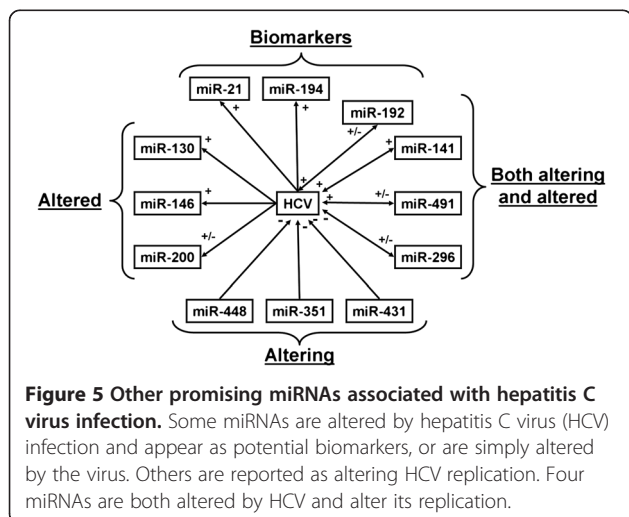 Biomarkers
miR-21
miR-194
miR-192
+
+
+/-
miR-130
+
miR-141
+
Altered
miR-146
+
HCV
+
+
+
+/-
miR-491
Both altering
and altered
miR-200
+/-
- - - - -
+/-
miR-296
miR-448
miR-351
miR-431
Altering
Figure 5 Other promising miRNAs associated with hepatitis C
virus infection. Some miRNAs are altered by hepatitis C virus (HCV)
infection and appear as potential biomarkers, or are simply altered
by the virus. Others are reported as altering HCV replication. Four
miRNAs are both altered by HCV and alter its replication.